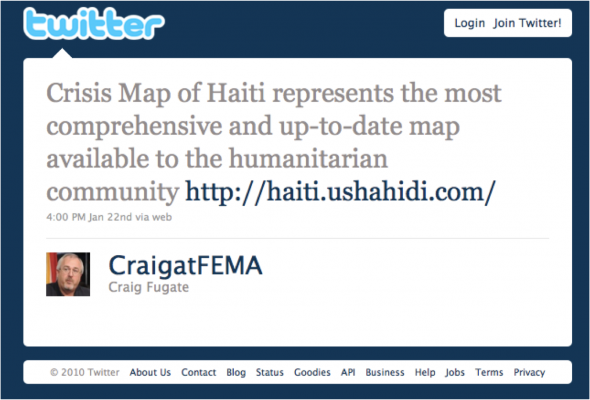 twitter
Login Join Twitter!
Crisis Map of Haiti represents the most
comprehensive and up-to-date map
available to the humanitarian
community http://haiti.ushahidi.com/
4:00 PM Jan 22nd via web
CraigatFEMA
Craig Fugate
© 2010 Twitter About Us Contact Blog Status Goodies API Business Help Jobs Terms Privacy